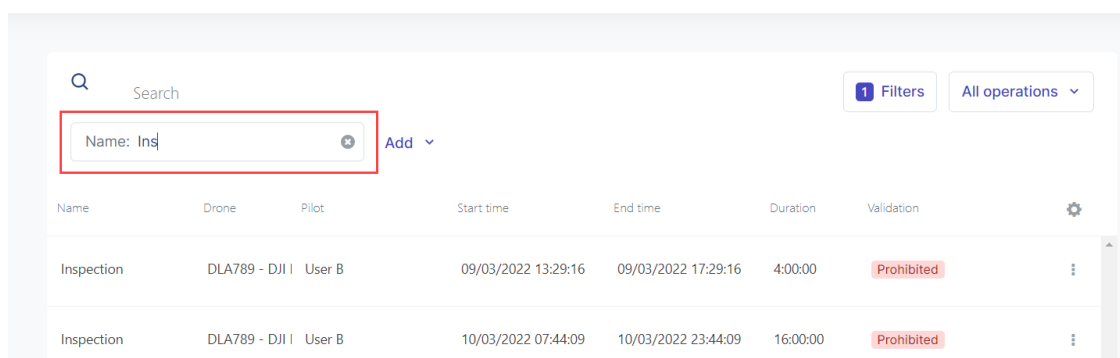 Search
1 Filters
All operations
Name: Ins
Add
Name Drone Pilot Start time End time Duration Validation
Inspection DLA789 - DJI User B 09/03/2022 13:29:16 09/03/2022 17:29:16 4:00:00 Prohibited
Inspection DLA789 - DJI User B 10/03/2022 07:44:09 10/03/2022 23:44:09 16:00:00 Prohibited